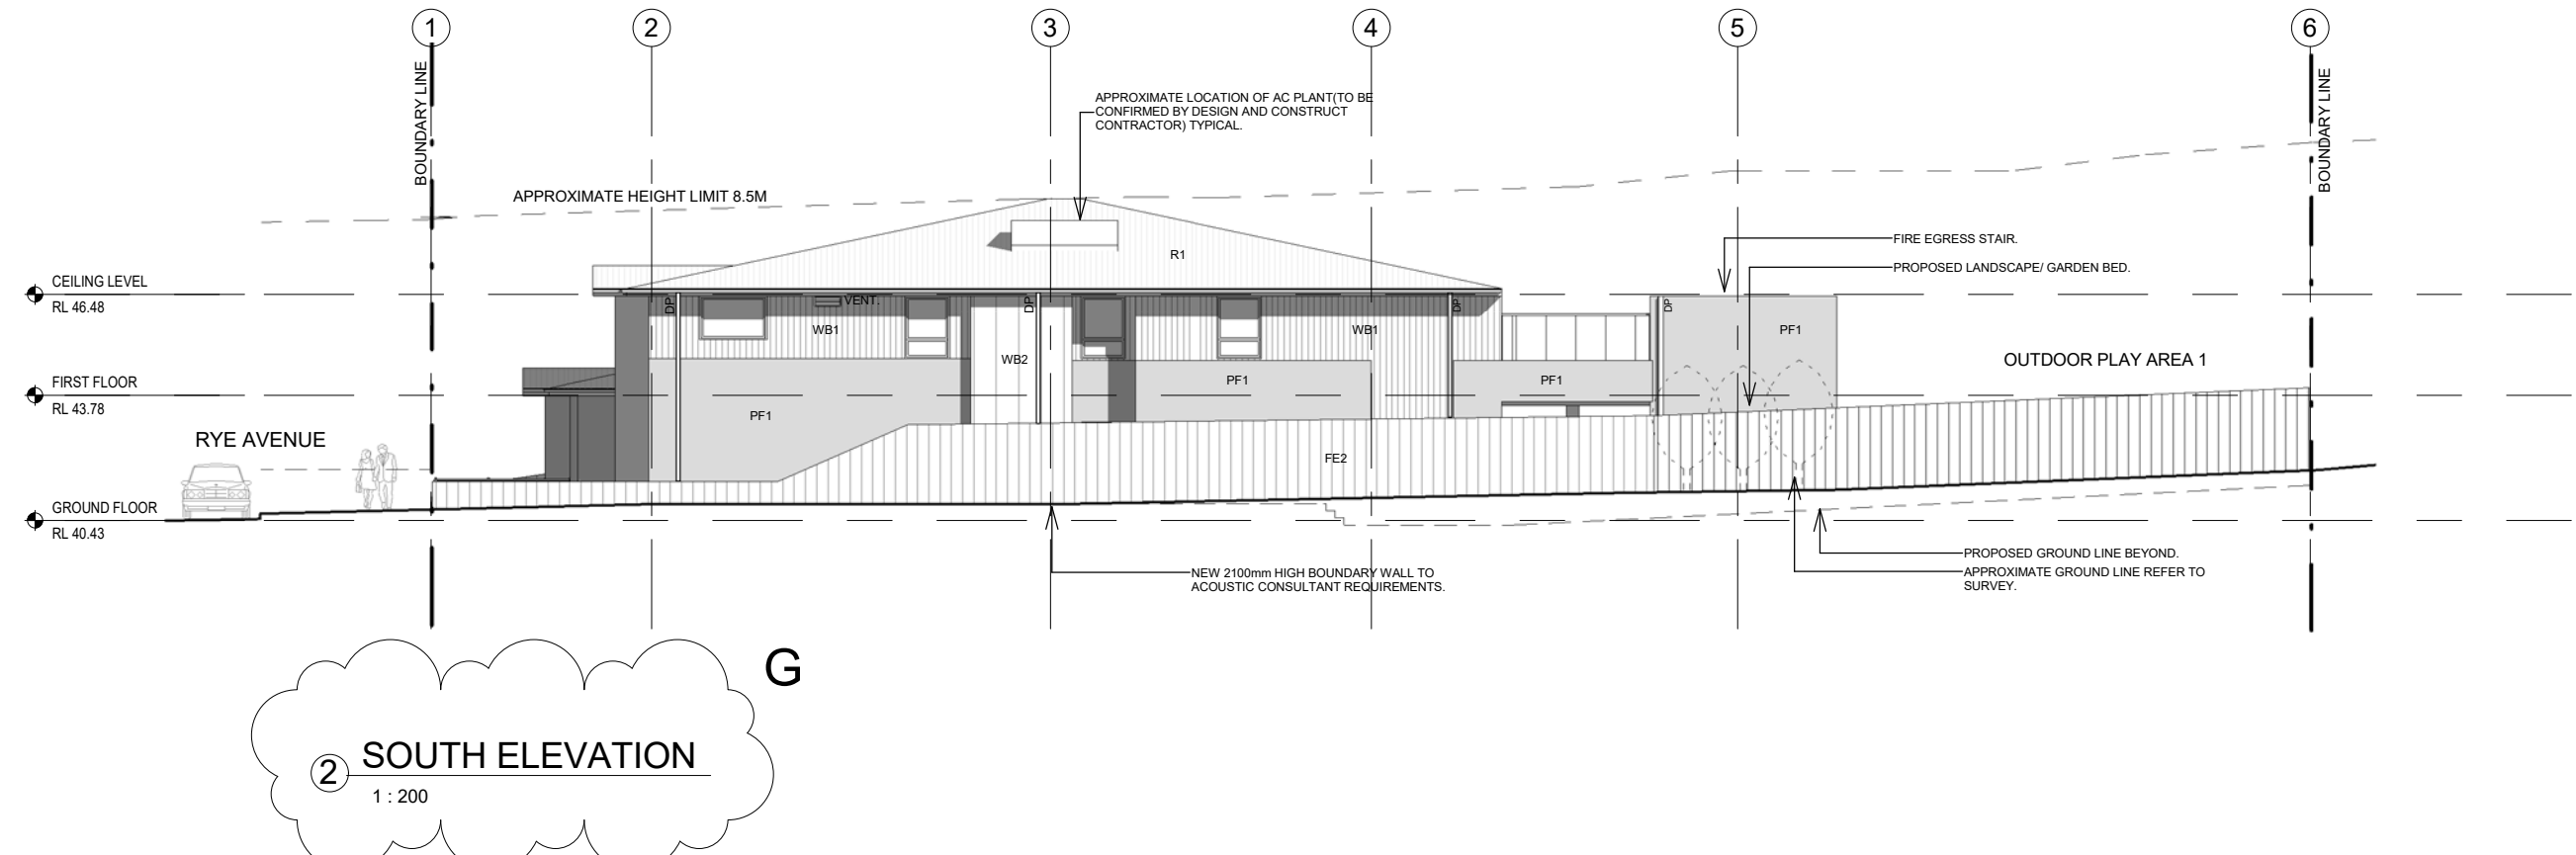 1
2
3
4
5
6
BOUNDARY LINE
BOUNDARY LINE
APPROXIMATE LOCATION OF AC PLANT(TO BE
CONFIRMED BY DESIGN AND CONSTRUCT
CONTRACTOR) TYPICAL.
APPROXIMATE HEIGHT LIMIT 8.5M
R1
FIRE EGRESS STAIR.
PROPOSED LANDSCAPE/ GARDEN BED.
CEILING LEVEL
RL 46.48
DP
VENT.
DP
DP
DP
WB1
WB1
PF1
WB2
OUTDOOR PLAY AREA 1
FIRST FLOOR
RL 43.78
PF1
PF1
PF1
RYE AVENUE
FE2
GROUND FLOOR
RL 40.43
PROPOSED GROUND LINE BEYOND.
APPROXIMATE GROUND LINE REFER TO
SURVEY.
NEW 2100mm HIGH BOUNDARY WALL TO
ACOUSTIC CONSULTANT REQUIREMENTS.
G
2 SOUTH ELEVATION
1 : 200